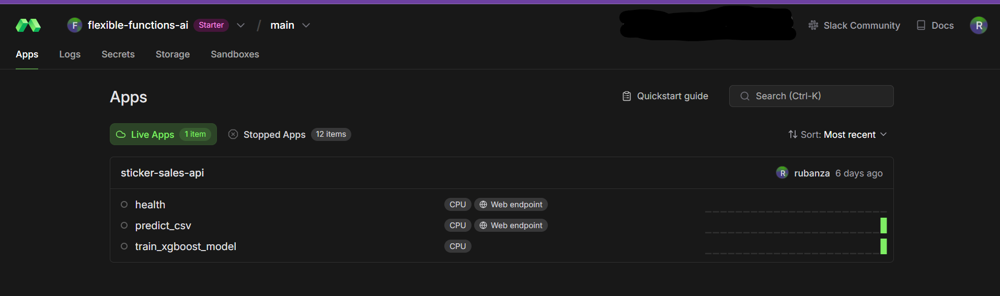 F flexible-functions-ai Starter / main Slack Community Docs R
Apps Logs Secrets Storage Sandboxes
Apps Quickstart guide Search (Ctrl-K)
Live Apps 1 item Stopped Apps 12 items Sort: Most recent
sticker-sales-api R rubanza 6 days ago
health CPU Web endpoint
predict_csv CPU Web endpoint
train_xgboost_model CPU